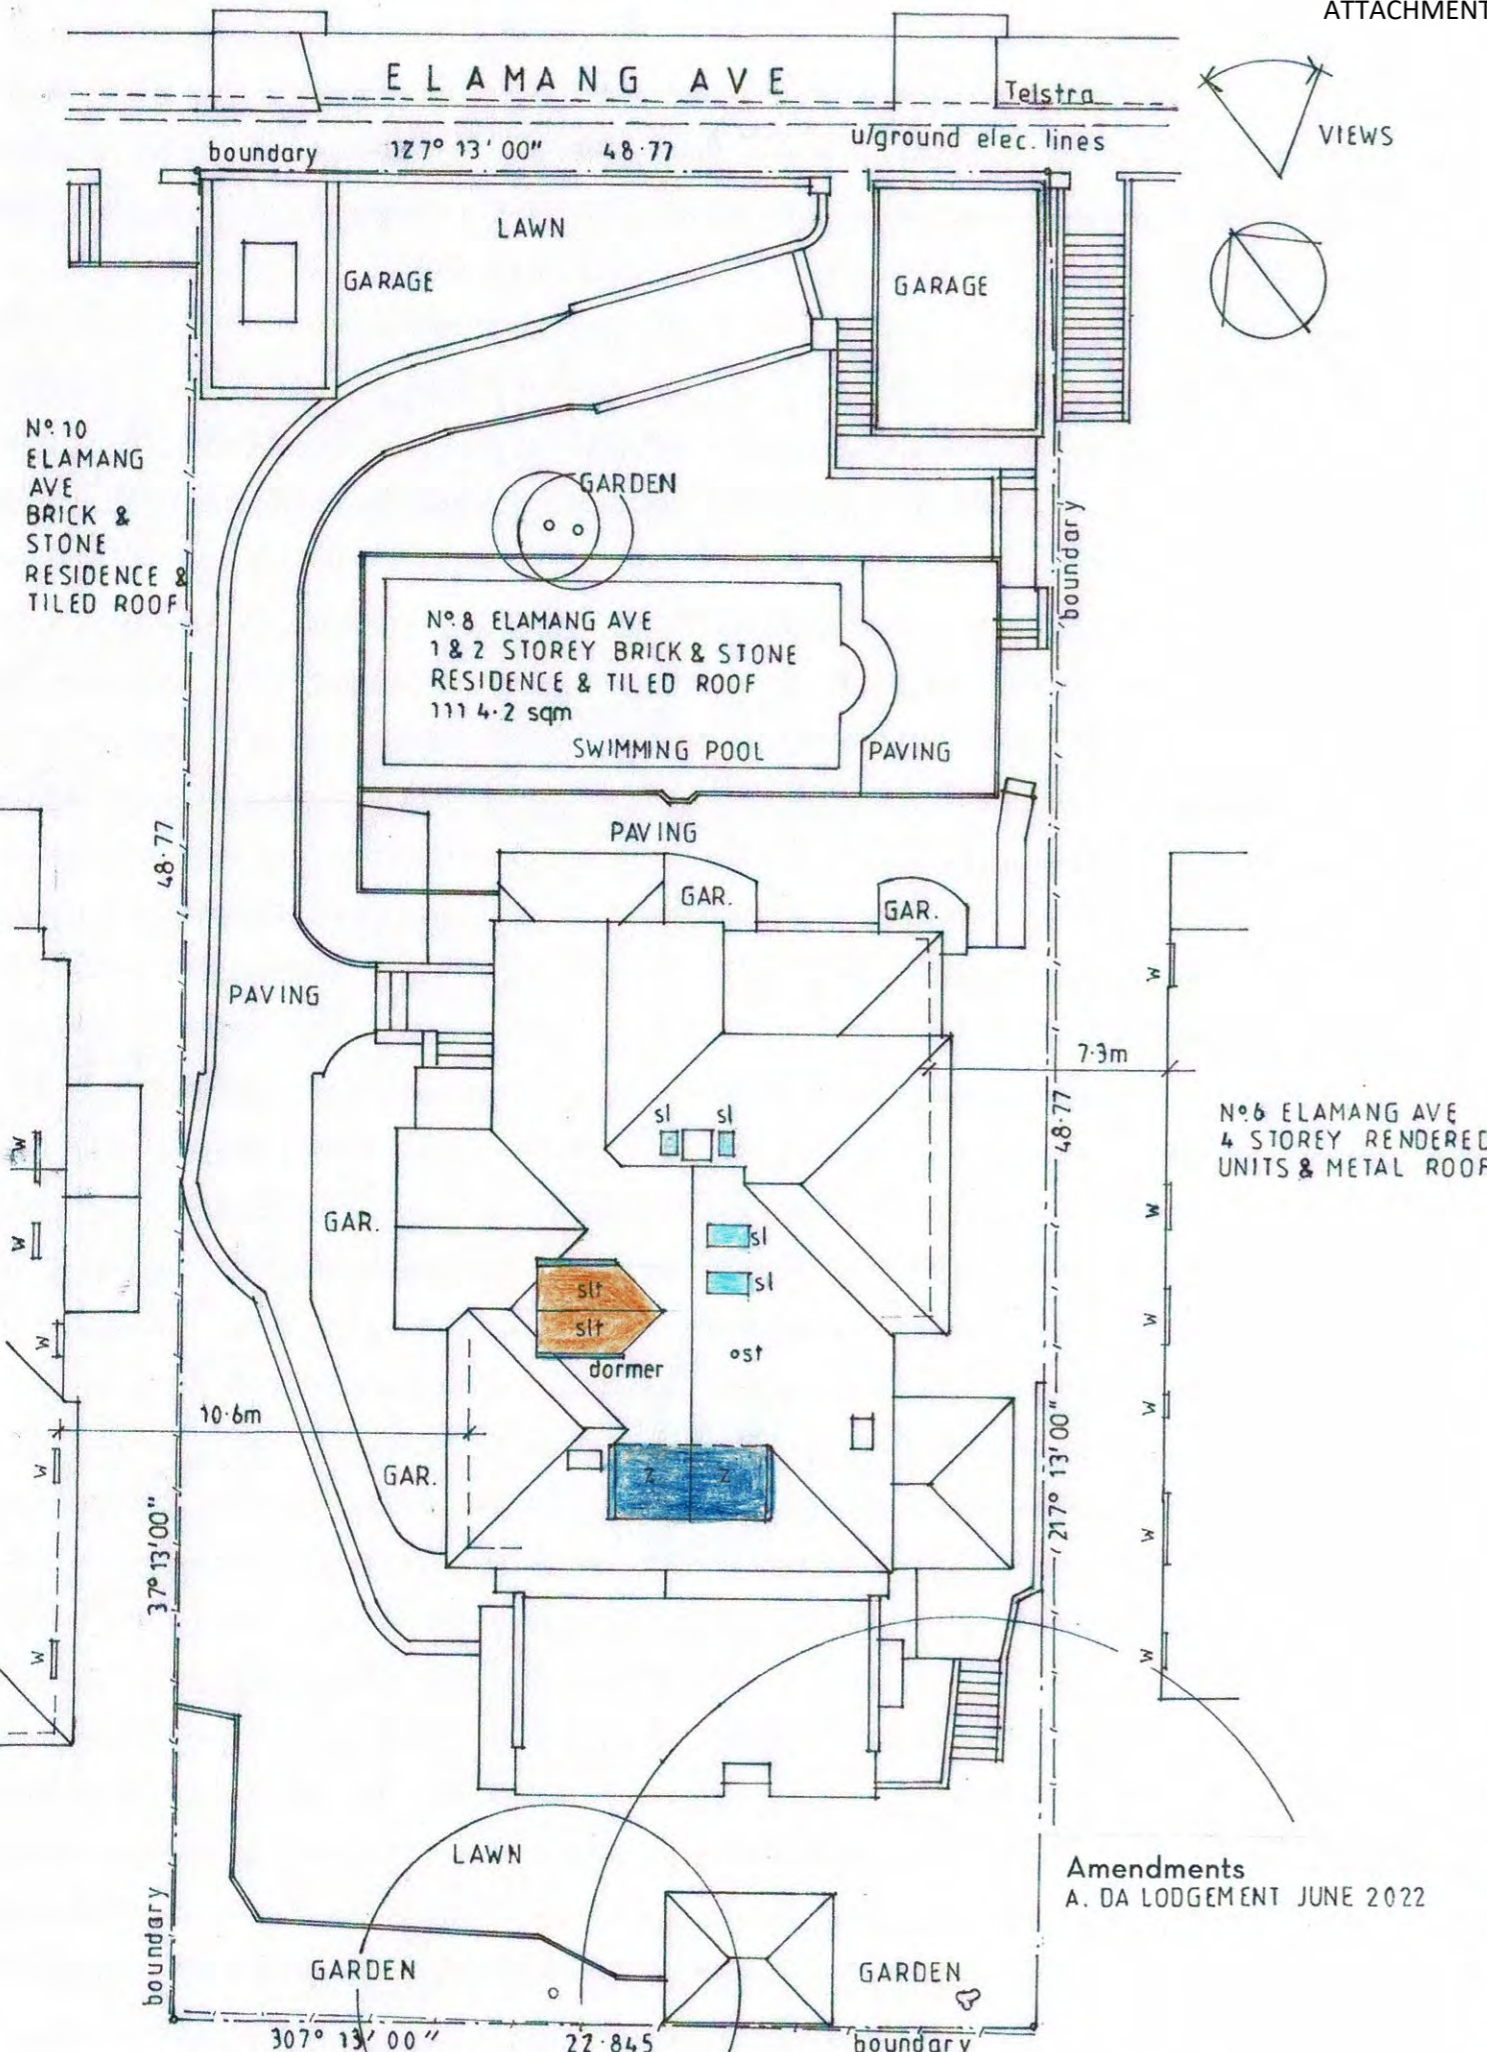 ATTACHMENT
ELAMANG AVE
Telstra
u/ground elec. lines
VIEWS
boundary 127° 13' 00" 48·77
LAWN
GARAGE
GARAGE
Nº 10
ELAMANG
AVE
BRICK &
STONE
RESIDENCE &
TILED ROOF
GARDEN
boundary
Nº 8 ELAMANG AVE
1 & 2 STOREY BRICK & STONE
RESIDENCE & TILED ROOF
111 4·2 sqm
SWIMMING POOL
PAVING
48·77
PAVING
GAR.
GAR.
PAVING
W
7·3m
48·77
Nº 6 ELAMANG AVE
4 STOREY RENDERED
UNITS & METAL ROOF
sl sl
W
W
W
GAR.
sl
sl
slt
slt
W
W
dormer
ost
10·6m
W
217° 13' 00"
GAR.
W
Z Z
W
37° 13' 00"
W
W
LAWN
Amendments
A. DA LODGEMENT JUNE 2022
boundary
GARDEN
GARDEN
307° 13' 00" 22·845 boundary